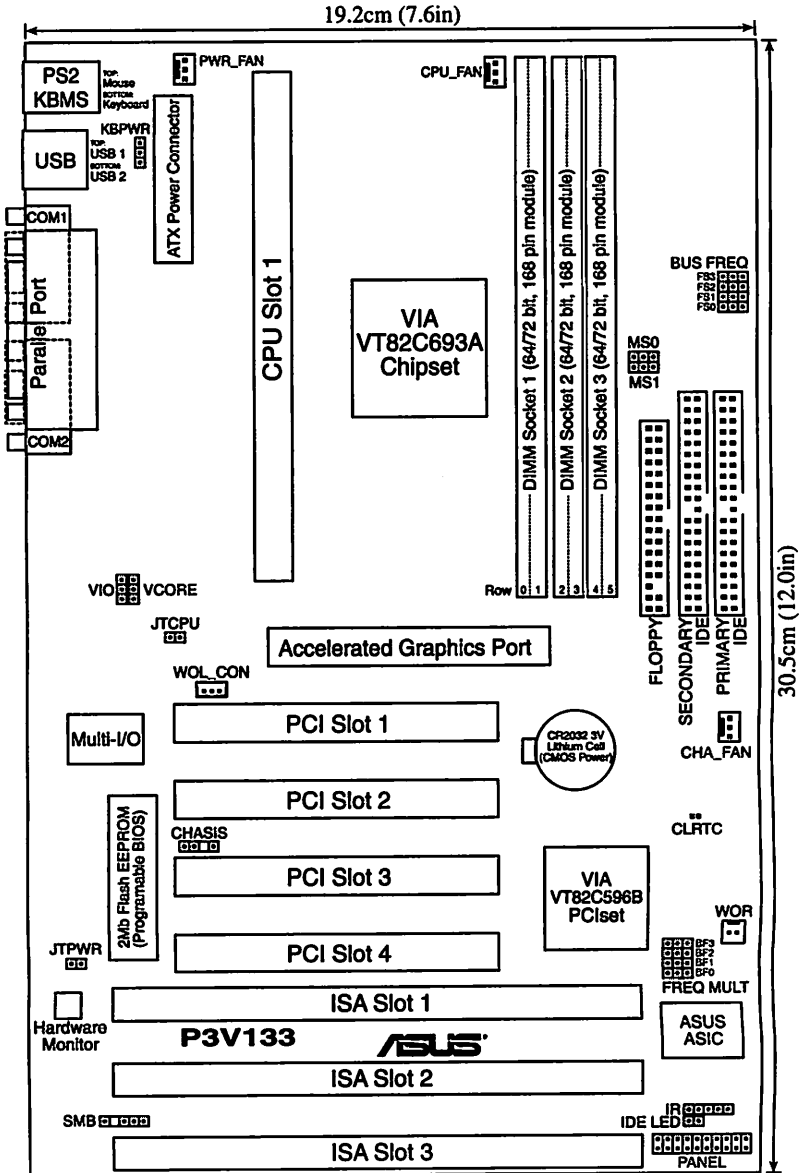 19.2cm (7.6in)
PS2
KBMS
TOP:
Mouse
BOTTOM:
Keyboard
PWR_FAN
CPU_FAN
KBPWR
USB
TOP:
USB 1
BOTTOM:
USB 2
ATX Power Connector
COM1
Parallel Port
COM2
CPU Slot 1
VIA
VT82C693A
Chipset
DIMM Socket 1 (64/72 bit, 168 pin module)
DIMM Socket 2 (64/72 bit, 168 pin module)
DIMM Socket 3 (64/72 bit, 168 pin module)
Row 0 1 2 3 4 5
BUS FREQ
FS3
FS2
FS1
FS0
MS0
MS1
FLOPPY
SECONDARY
IDE
PRIMARY
IDE
30.5cm (12.0in)
VIO VCORE
JTCPU
Accelerated Graphics Port
WOL_CON
Multi-I/O
PCI Slot 1
CR2032 3V
Lithium Cell
(CMOS Power)
CHA_FAN
PCI Slot 2
2Mb Flash EEPROM
(Programable BIOS)
CHASIS
CLRTC
PCI Slot 3
VIA
VT82C596B
PCIset
WOR
PCI Slot 4
JTPWR
BF3
BF2
BF1
BF0
FREQ MULT
ISA Slot 1
Hardware
Monitor
P3V133
ASUS
ASUS
ASIC
ISA Slot 2
SMB
IR
IDE LED
ISA Slot 3
PANEL